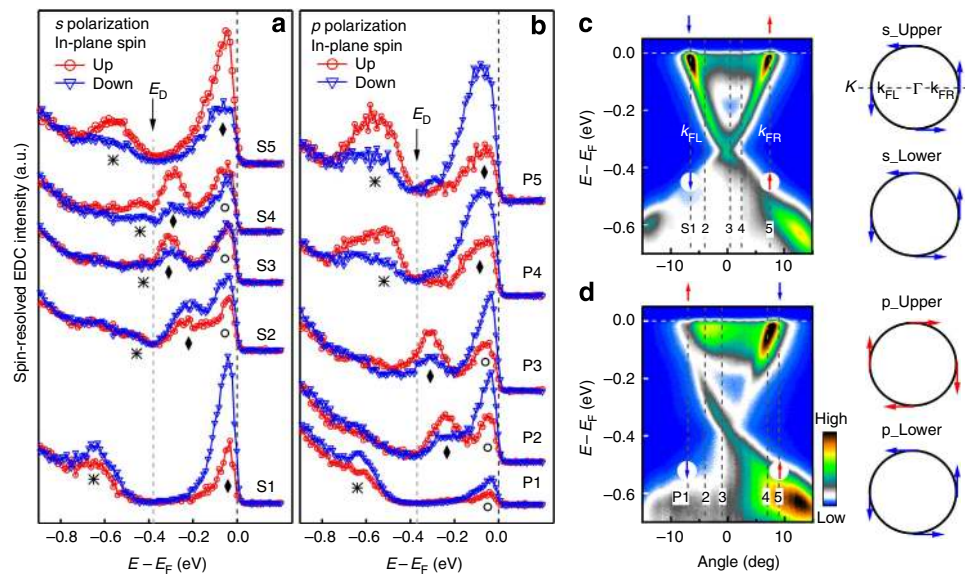 a
s polarization
In-plane spin
Up
Down
E_D
S5
S4
S3
S2
S1
Spin-resolved EDC intensity (a.u.)
−0.8 −0.6 −0.4 −0.2 0.0
E − E_F (eV)
b
p polarization
In-plane spin
Up
Down
E_D
P5
P4
P3
P2
P1
−0.8 −0.6 −0.4 −0.2 0.0
E − E_F (eV)
c
0.0
−0.2
−0.4
−0.6
E − E_F (eV)
k_FL k_FR
S1 2 3 4 5
−10 0 10
d
0.0
−0.2
−0.4
−0.6
E − E_F (eV)
P1 2 3 4 5
High
Low
−10 0 10
Angle (deg)
s_Upper
K k_FL Γ k_FR
s_Lower
p_Upper
p_Lower